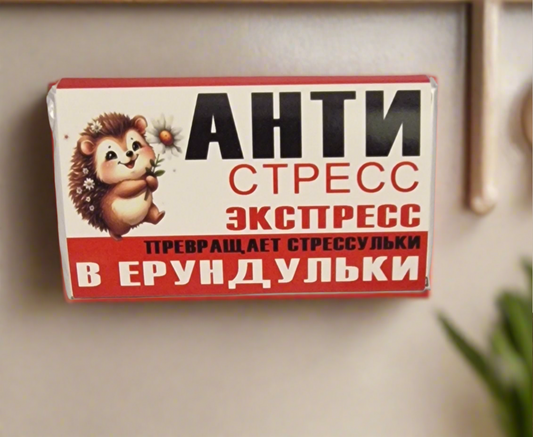 АНТИ
СТРЕСС
ЭКСПРЕСС
ПРЕВРАЩАЕТ СТРЕССУЛЬКИ
В ЕРУНДУЛЬКИ